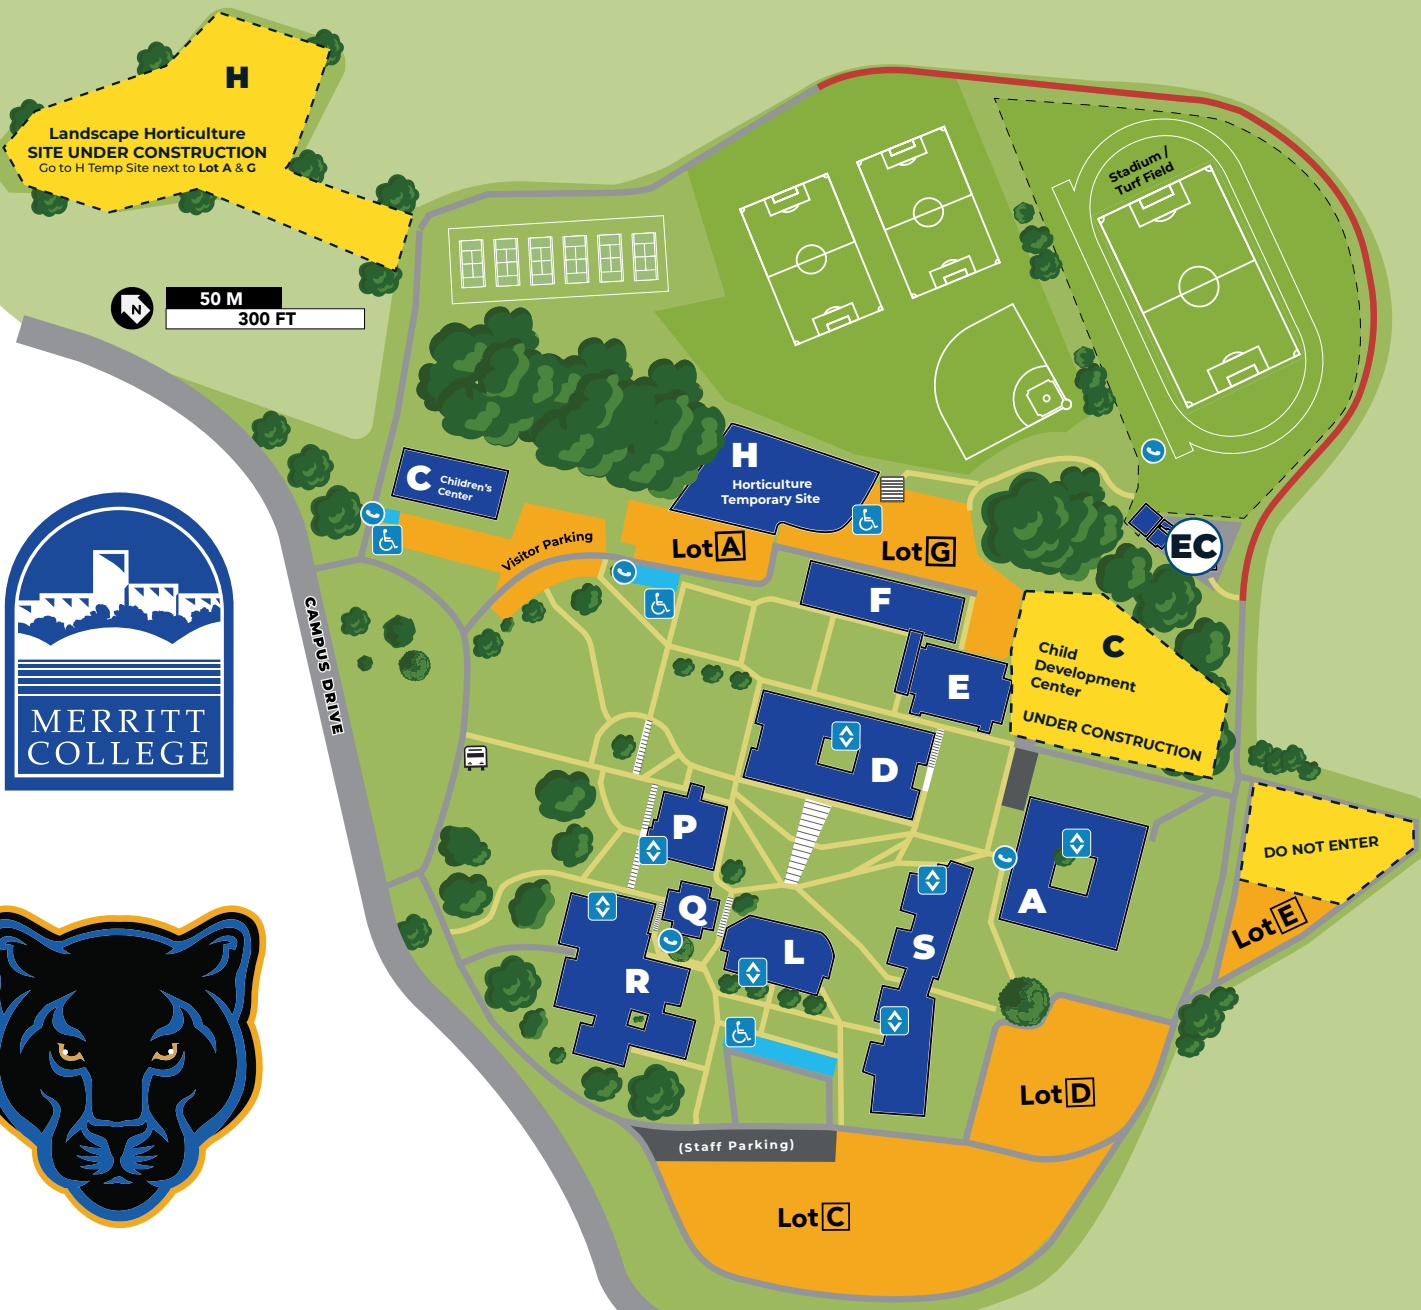 H
Landscape Horticulture
SITE UNDER CONSTRUCTION
Go to H Temp Site next to Lot A & G
N
50 M
300 FT
Stadium /
Turf Field
C
Children's
Center
H
Horticulture
Temporary Site
Visitor Parking
Lot A
Lot G
EC
F
E
C
Child
Development
Center
UNDER CONSTRUCTION
CAMPUS DRIVE
MERRITT
COLLEGE
D
P
DO NOT ENTER
A
Lot E
Q
L
S
R
Lot D
(Staff Parking)
Lot C